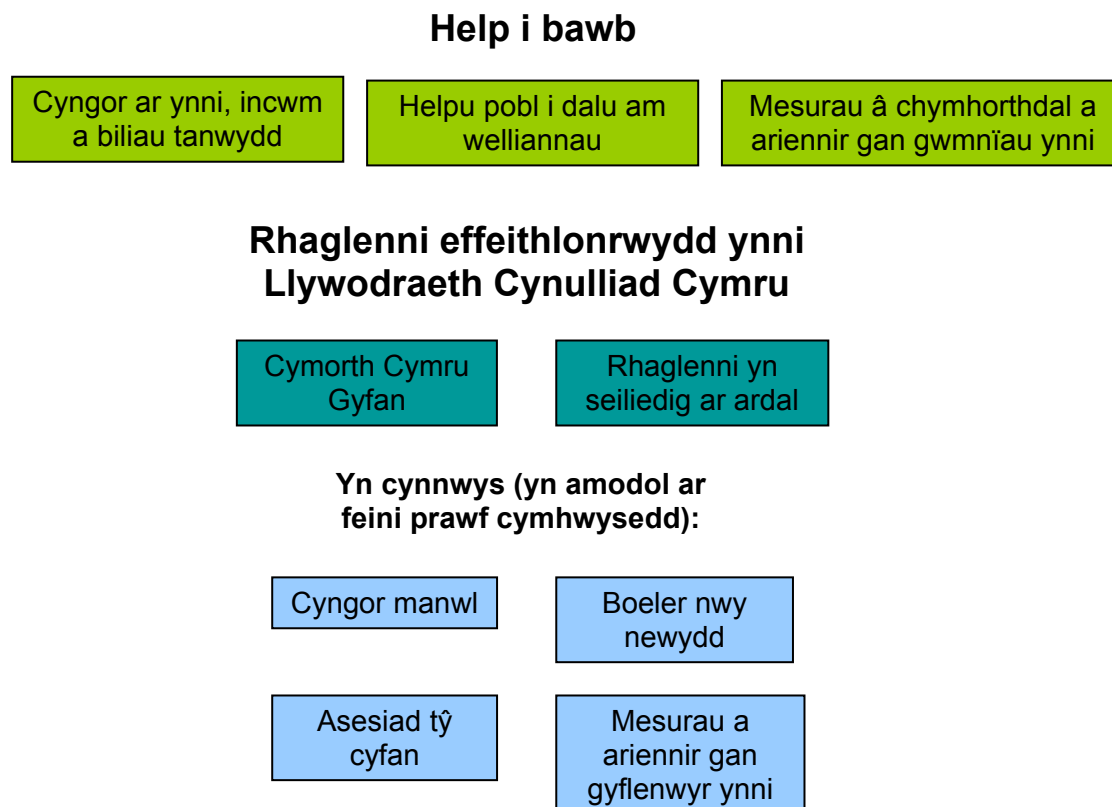 Help i bawb
Cyngor ar ynni, incwm
a biliau tanwydd
Helpu pobl i dalu am
welliannau
Mesurau â chymhorthdal a
ariennir gan gwmnïau ynni
Rhaglenni effeithlonrwydd ynni
Llywodraeth Cynulliad Cymru
Cymorth Cymru
Gyfan
Rhaglenni yn
seiliedig ar ardal
Yn cynnwys (yn amodol ar
feini prawf cymhwysedd):
Cyngor manwl
Boeler nwy
newydd
Asesiad tŷ
cyfan
Mesurau a
ariennir gan
gyflenwyr ynni